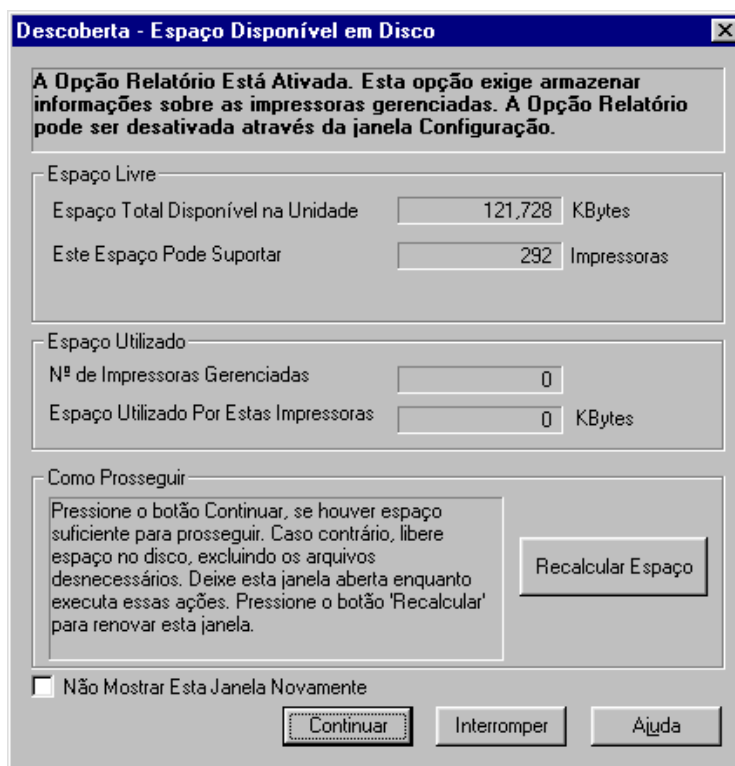 Descoberta - Espaço Disponível em Disco
A Opção Relatório Está Ativada. Esta opção exige armazenar
informações sobre as impressoras gerenciadas. A Opção Relatório
pode ser desativada através da janela Configuração.
Espaço Livre
Espaço Total Disponível na Unidade 121,728 KBytes
Este Espaço Pode Suportar 292 Impressoras
Espaço Utilizado
Nº de Impressoras Gerenciadas 0
Espaço Utilizado Por Estas Impressoras 0 KBytes
Como Prosseguir
Pressione o botão Continuar, se houver espaço
suficiente para prosseguir. Caso contrário, libere
espaço no disco, excluindo os arquivos
desnecessários. Deixe esta janela aberta enquanto
executa essas ações. Pressione o botão 'Recalcular'
para renovar esta janela.
Recalcular Espaço
Não Mostrar Esta Janela Novamente
Continuar Interromper Ajuda